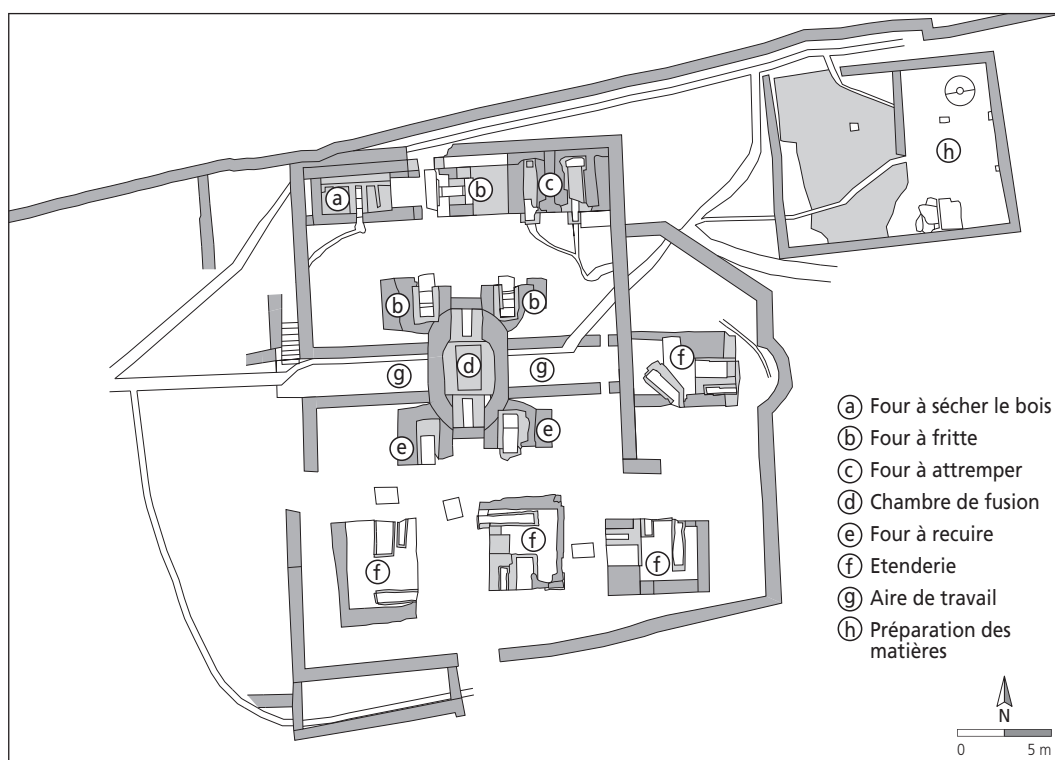 a
b
c
h
b
b
f
d
g
g
e
e
f
f
f
a Four à sécher le bois
b Four à fritte
c Four à attremper
d Chambre de fusion
e Four à recuire
f Etenderie
g Aire de travail
h Préparation des
matières
N
0 5 m